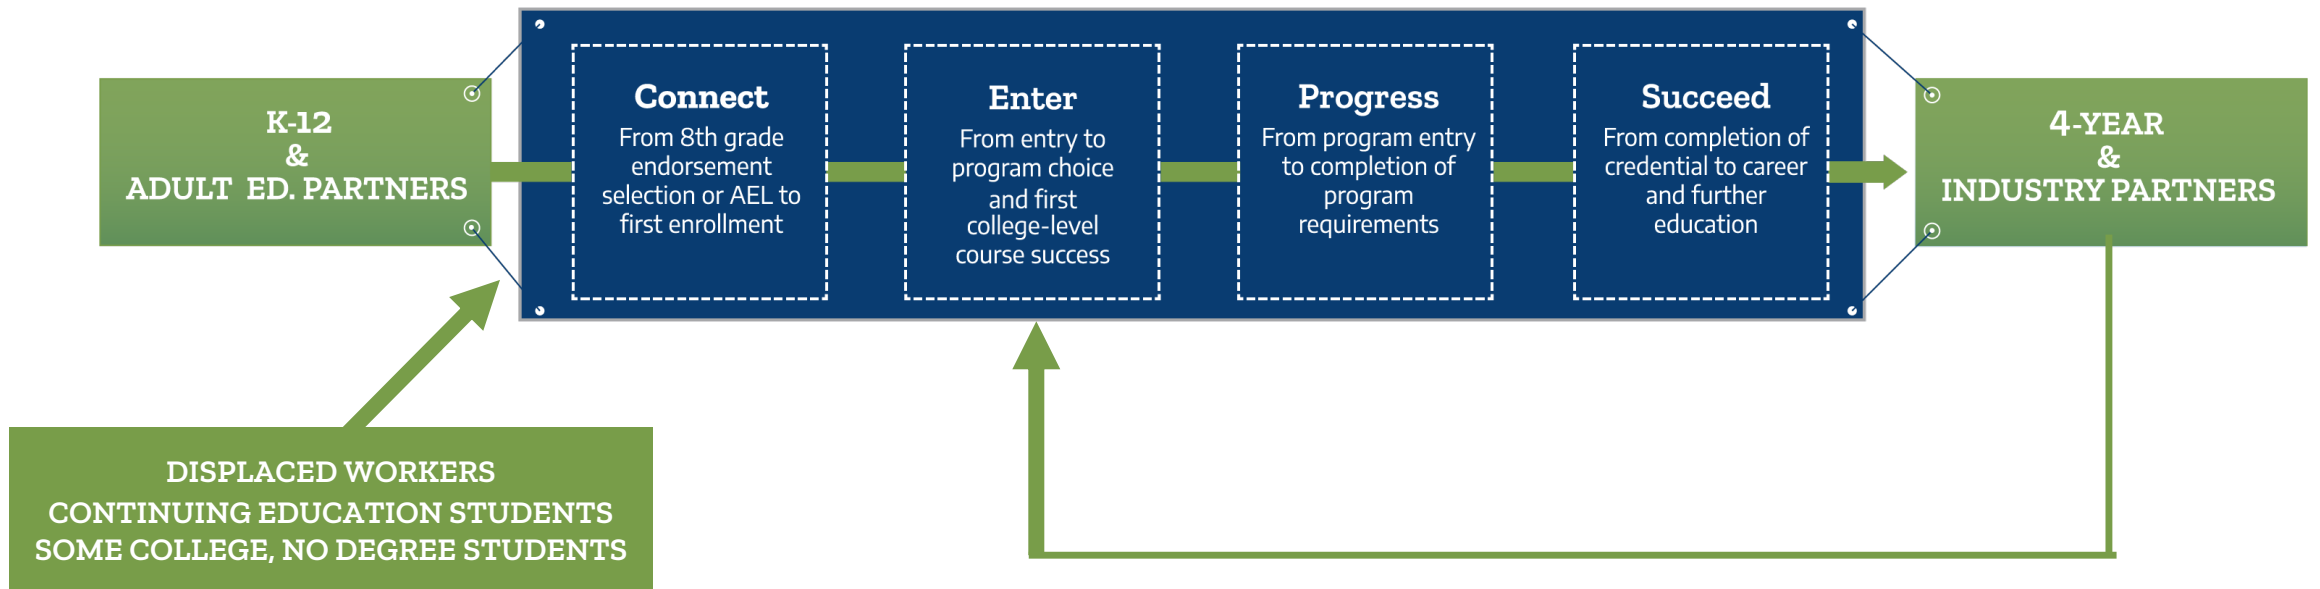 K-12
&
ADULT ED. PARTNERS
Connect
From 8th grade
endorsement
selection or AEL to
first enrollment
Enter
From entry to
program choice
and first
college-level
course success
Progress
From program entry
to completion of
program
requirements
Succeed
From completion of
credential to career
and further
education
4-YEAR
&
INDUSTRY PARTNERS
DISPLACED WORKERS
CONTINUING EDUCATION STUDENTS
SOME COLLEGE, NO DEGREE STUDENTS